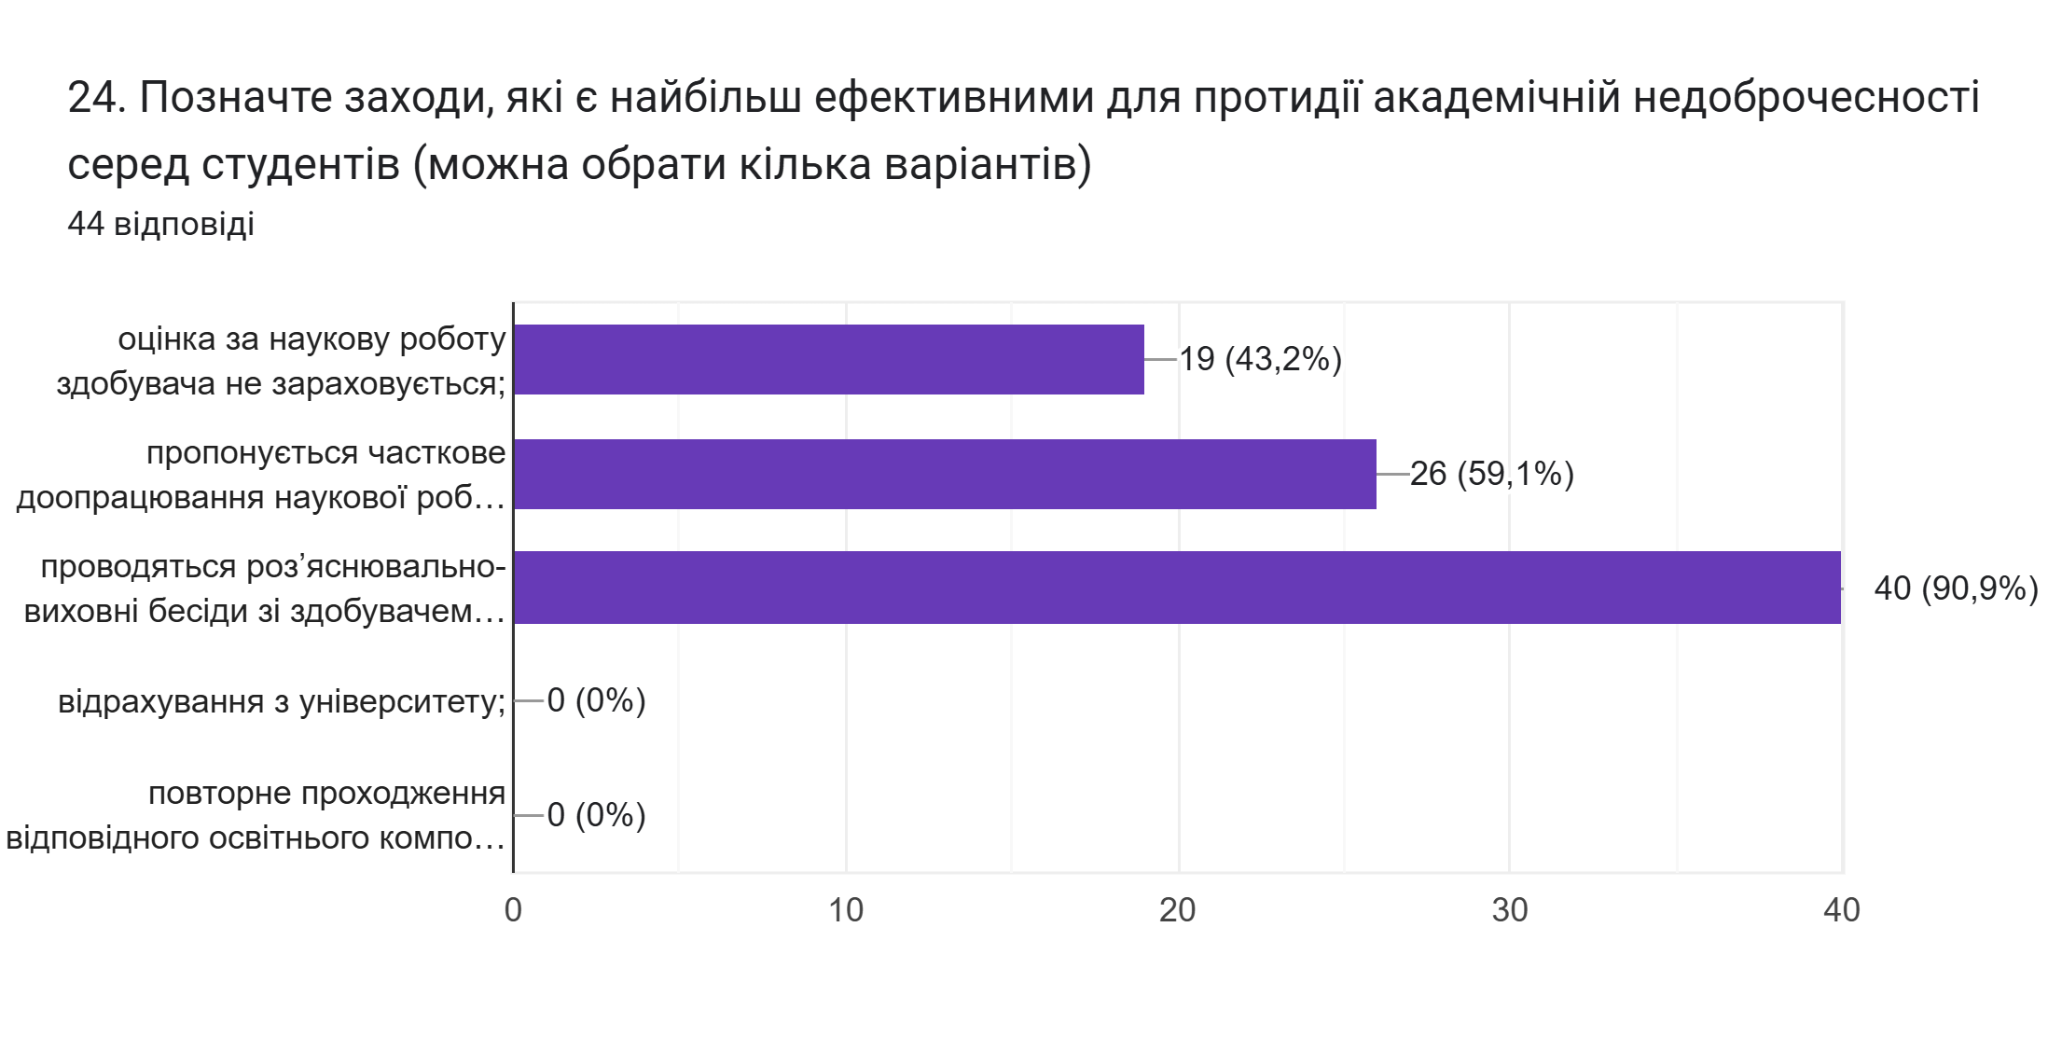 24. Позначте заходи, які є найбільш ефективними для протидії академічній недоброчесності
серед студентів (можна обрати кілька варіантів)
44 відповіді
оцінка за наукову роботу
здобувача не зараховується;
19 (43,2%)
пропонується часткове
доопрацювання наукової роб…
26 (59,1%)
проводяться роз’яснювально-
виховні бесіди зі здобувачем…
40 (90,9%)
відрахування з університету;
0 (0%)
повторне проходження
відповідного освітнього компо…
0 (0%)
0 10 20 30 40